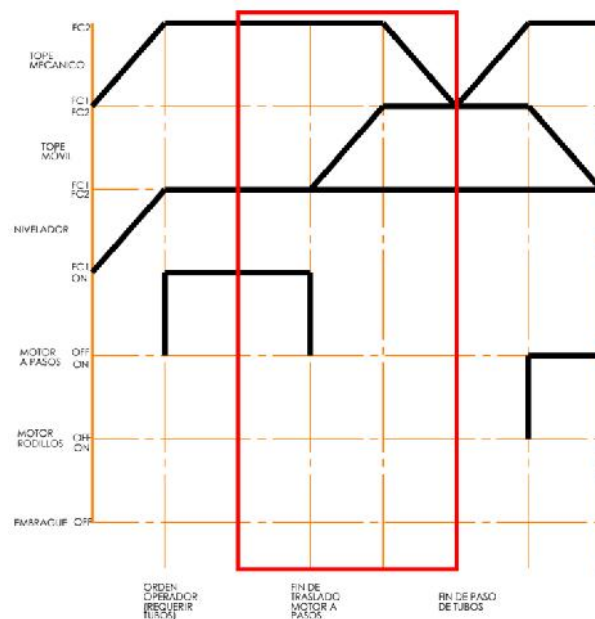 FC2
TOPE
MECANICO
FC1
FC2
TOPE
MÓVIL
FC1
FC2
NIVELADOR
FC1
ON
MOTOR
A PASOS
OFF
ON
MOTOR
RODILLOS
OFF
ON
EMBRAGUE
OFF
ORDEN
OPERADOR
(REQUERIR
TUBOS)
FIN DE
TRASLADO
MOTOR A
PASOS
FIN DE PASO
DE TUBOS